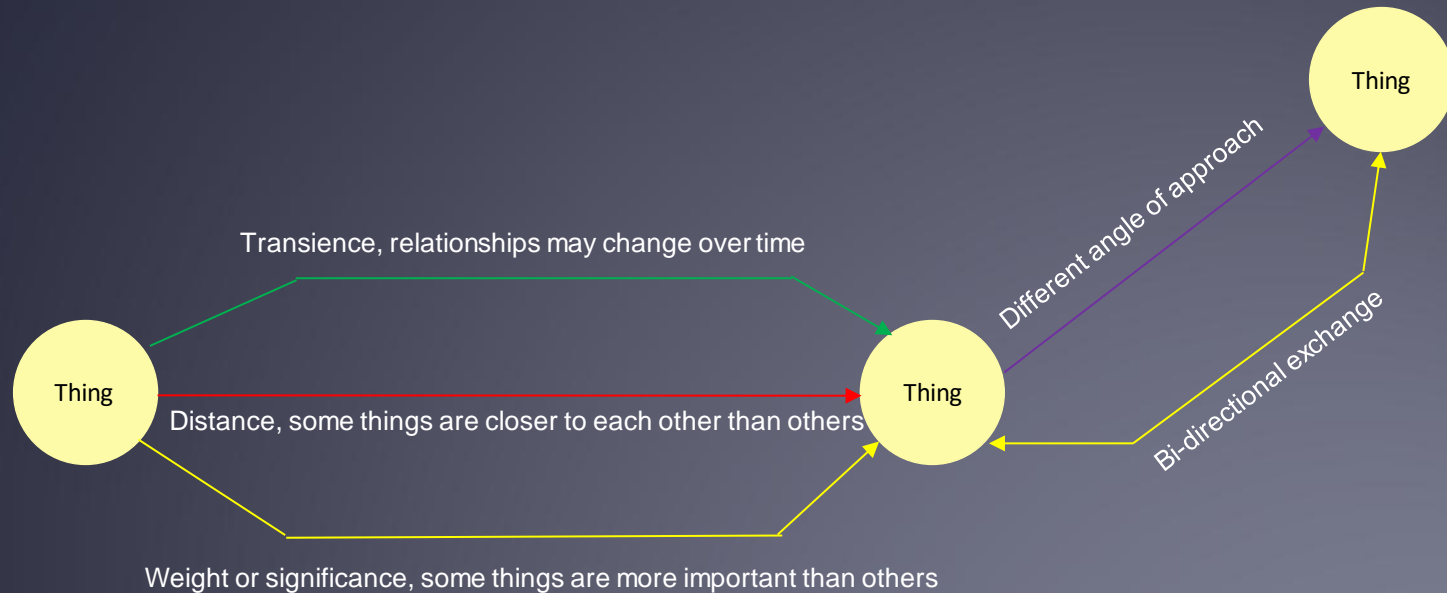 Thing
Different angle of approach
Transience, relationships may change over time
Bi-directional exchange
Thing
Thing
Distance, some things are closer to each other than others
Weight or significance, some things are more important than others